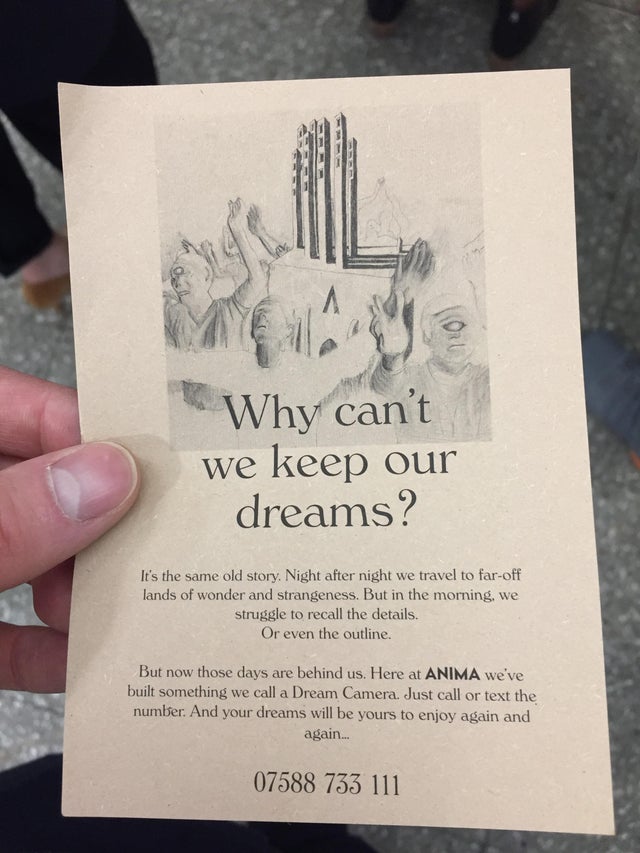 Why can't
we keep our
dreams?
It's the same old story. Night after night we travel to far-off
lands of wonder and strangeness. But in the morning, we
struggle to recall the details.
Or even the outline.
But now those days are behind us. Here at ANIMA we've
built something we call a Dream Camera. Just call or text the
number. And your dreams will be yours to enjoy again and
again...
07588 733 111